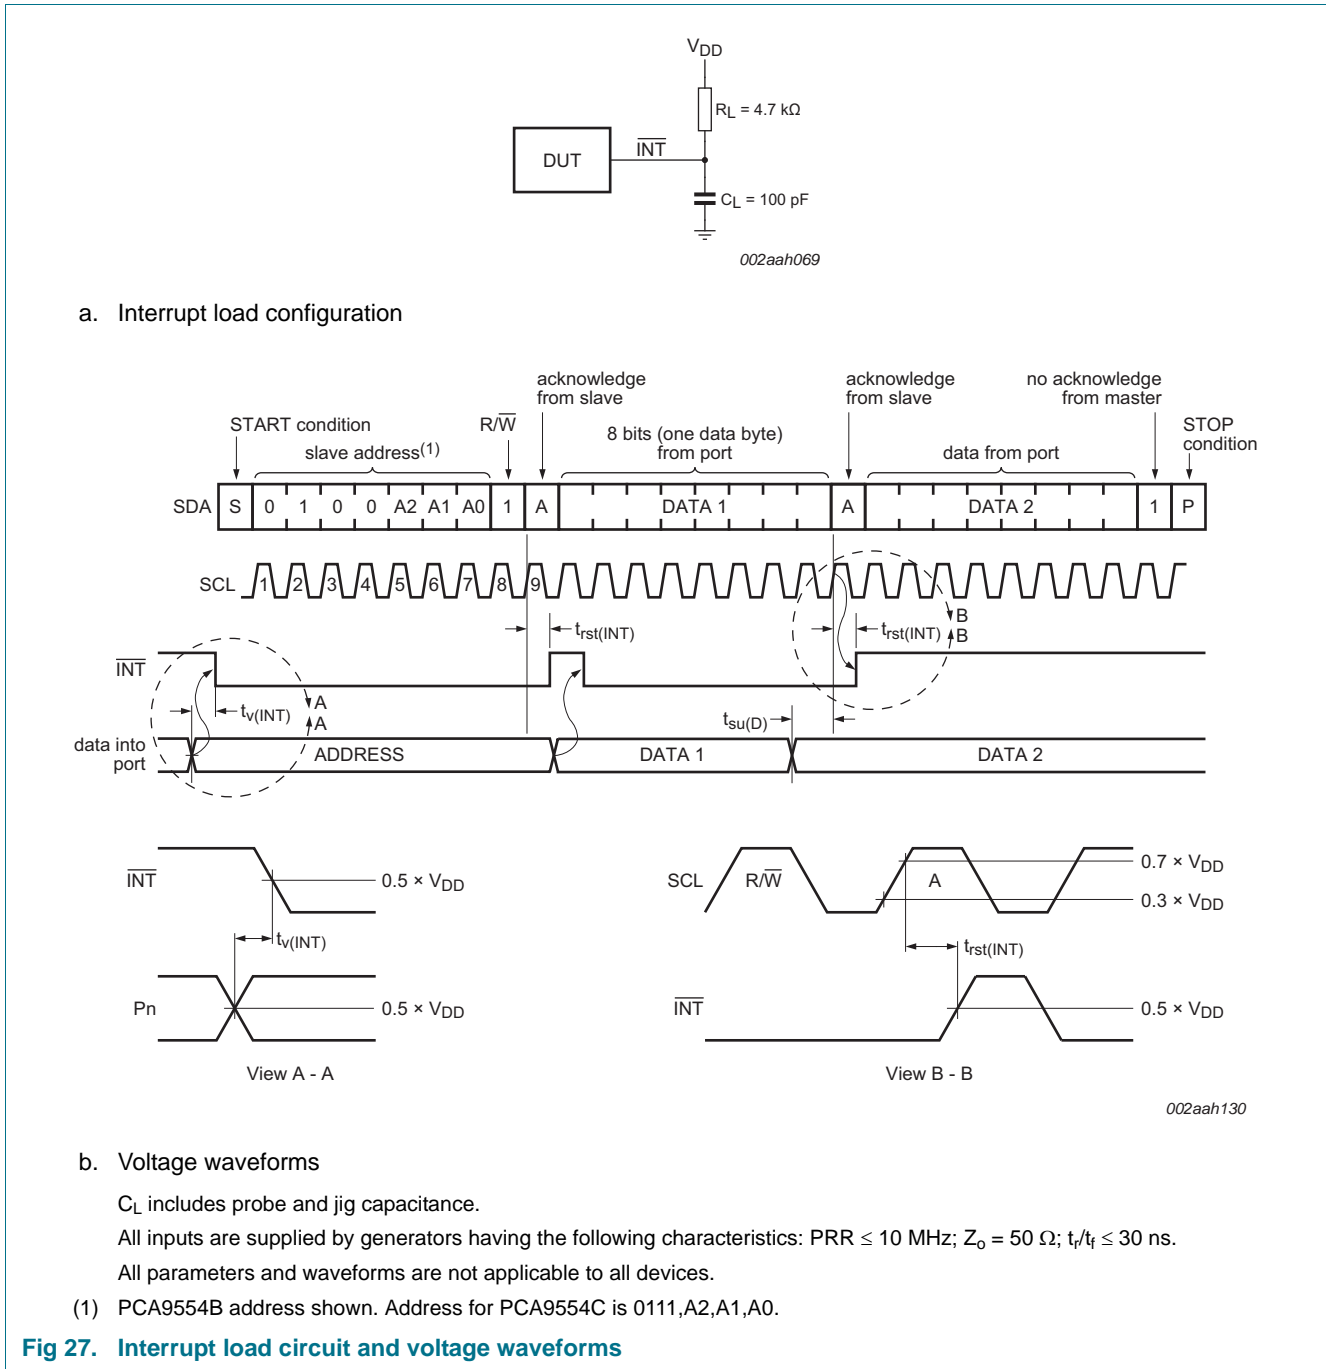 VDD
RL = 4.7 kΩ
DUT
INT
CL = 100 pF
002aah069
a. Interrupt load configuration
acknowledge
from slave
acknowledge
from slave
no acknowledge
from master
START condition
R/W
STOP
condition
slave address(1)
8 bits (one data byte)
from port
data from port
SDA S 0 1 0 0 A2 A1 A0 1 A DATA 1 A DATA 2 1 P
SCL 1 2 3 4 5 6 7 8 9
trst(INT)
trst(INT)
B
B
INT
tv(INT)
A
A
tsu(D)
data into
port
ADDRESS
DATA 1
DATA 2
INT
0.5 × VDD
tv(INT)
Pn
0.5 × VDD
View A - A
SCL
R/W
A
0.7 × VDD
0.3 × VDD
trst(INT)
INT
0.5 × VDD
View B - B
002aah130
b. Voltage waveforms
CL includes probe and jig capacitance.
All inputs are supplied by generators having the following characteristics: PRR ≤ 10 MHz; Zo = 50 Ω; tr/tf ≤ 30 ns.
All parameters and waveforms are not applicable to all devices.
(1) PCA9554B address shown. Address for PCA9554C is 0111,A2,A1,A0.
Fig 27. Interrupt load circuit and voltage waveforms